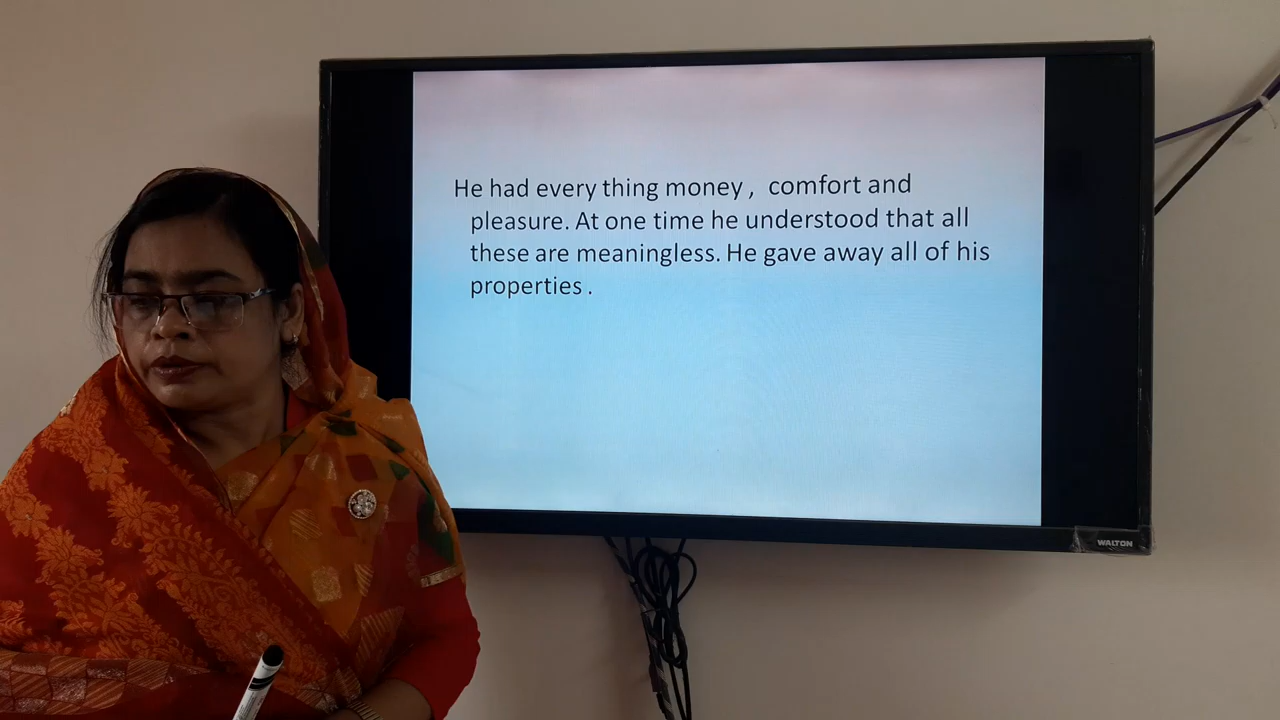 He had every thing money , comfort and
pleasure. At one time he understood that all
these are meaningless. He gave away all of his
properties .
WALTON